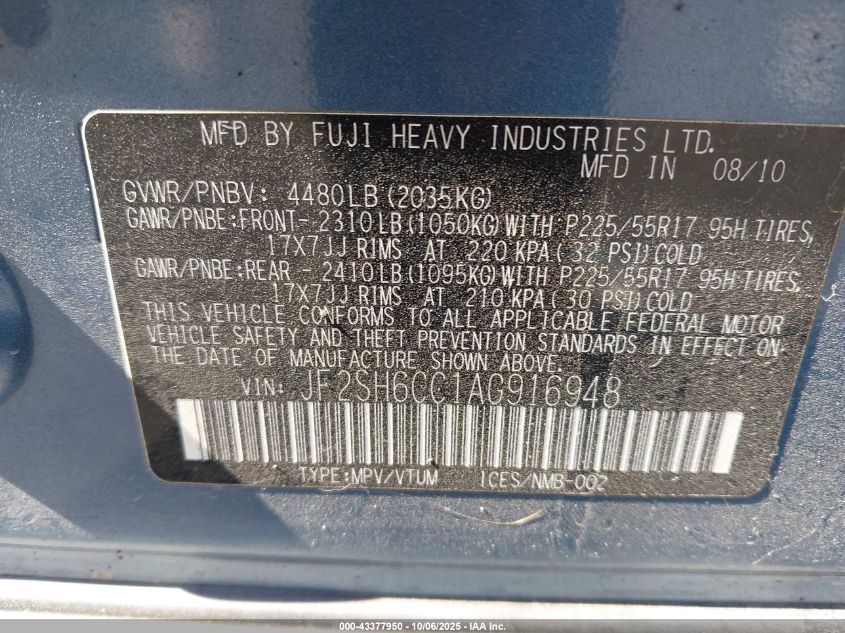 MFD BY FUJI HEAVY INDUSTRIES LTD.
MFD IN 08/10
GVWR/PNBV: 4480LB(2035KG)
GAWR/PNBE:FRONT-2310LB(1050KG)WITH P225/55R17 95H TIRES,
17X7JJ RIMS AT 220 KPA(32 PSI)COLD
GAWR/PNBE:REAR -2410LB(1095KG)WITH P225/55R17 95H TIRES,
17X7JJ RIMS AT 210 KPA(30 PSI)COLD
THIS VEHICLE CONFORMS TO ALL APPLICABLE FEDERAL MOTOR
VEHICLE SAFETY AND THEFT PREVENTION STANDARDS IN EFFECT ON
THE DATE OF MANUFACTURE SHOWN ABOVE.
VIN: JF2SH6CC1AG916948
TYPE:MPV/VTUM ICES/NMB-002
000-43377950 - 10/06/2025 - IAA Inc.